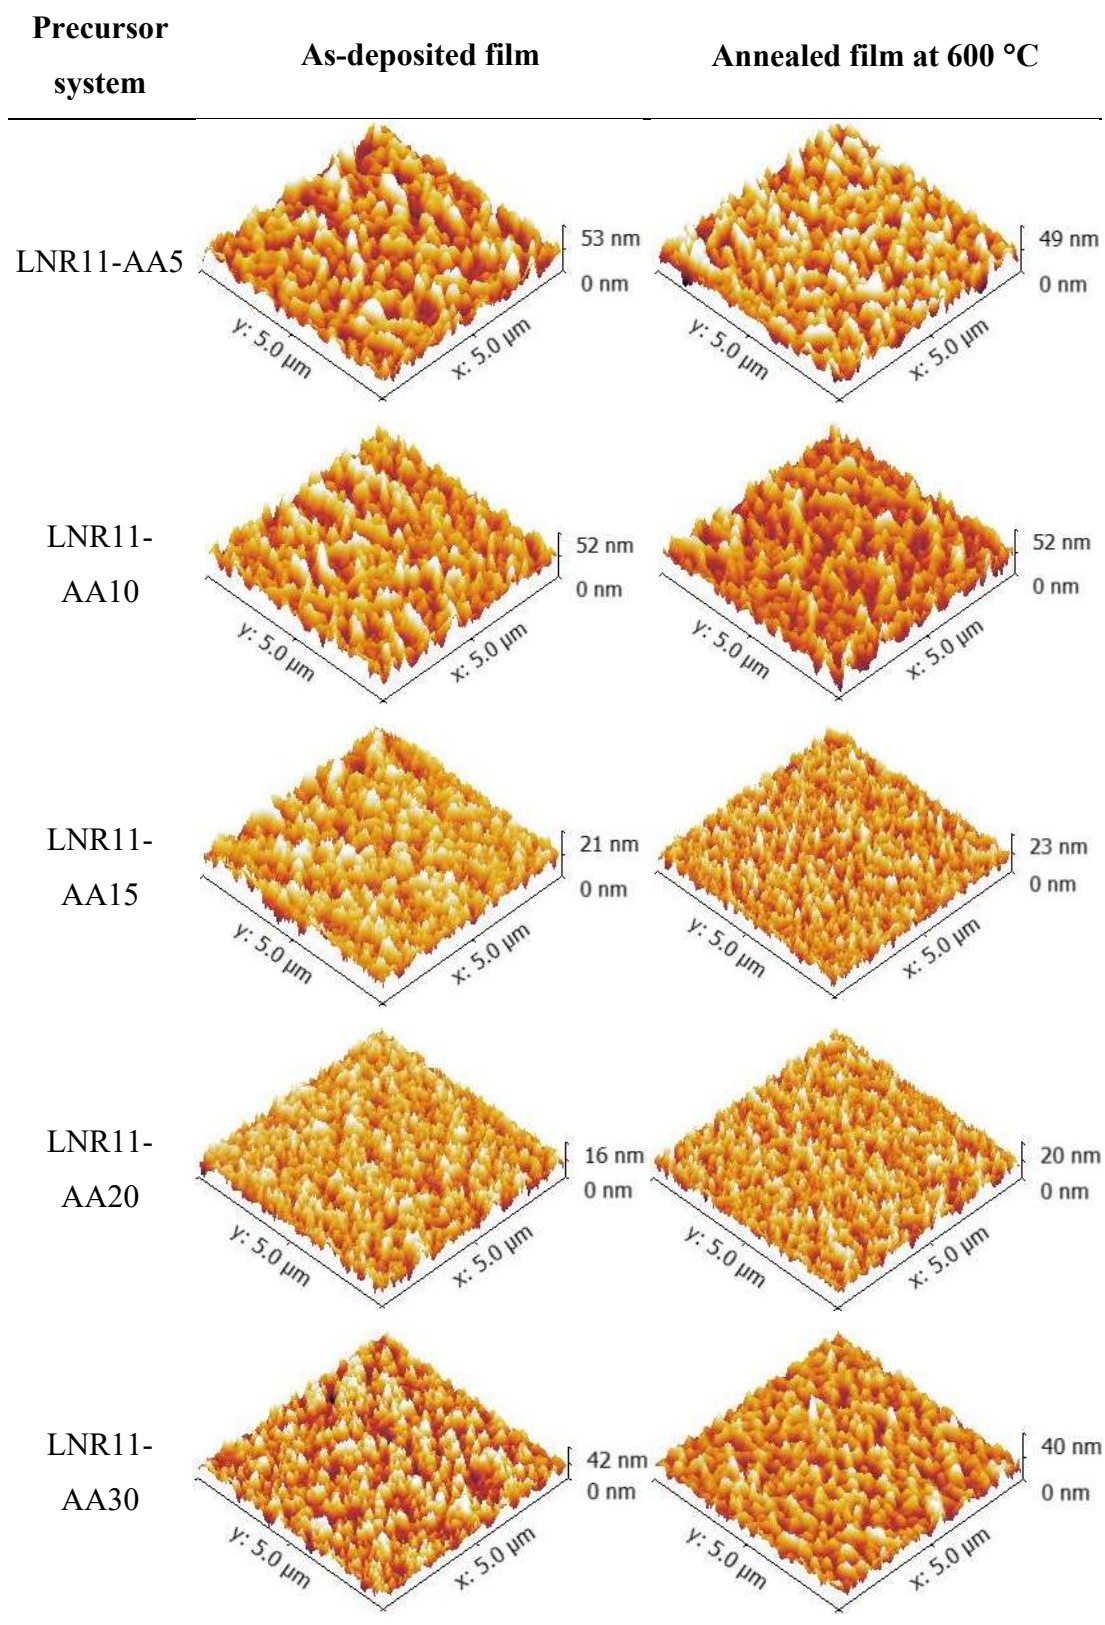 Precursor
system
As-deposited film
Annealed film at 600 °C
LNR11-AA5
53 nm
0 nm
y: 5.0 µm
x: 5.0 µm
49 nm
0 nm
y: 5.0 µm
x: 5.0 µm
LNR11-
AA10
52 nm
0 nm
y: 5.0 µm
x: 5.0 µm
52 nm
0 nm
y: 5.0 µm
x: 5.0 µm
LNR11-
AA15
21 nm
0 nm
y: 5.0 µm
x: 5.0 µm
23 nm
0 nm
y: 5.0 µm
x: 5.0 µm
LNR11-
AA20
16 nm
0 nm
y: 5.0 µm
x: 5.0 µm
20 nm
0 nm
y: 5.0 µm
x: 5.0 µm
LNR11-
AA30
42 nm
0 nm
y: 5.0 µm
x: 5.0 µm
40 nm
0 nm
y: 5.0 µm
x: 5.0 µm